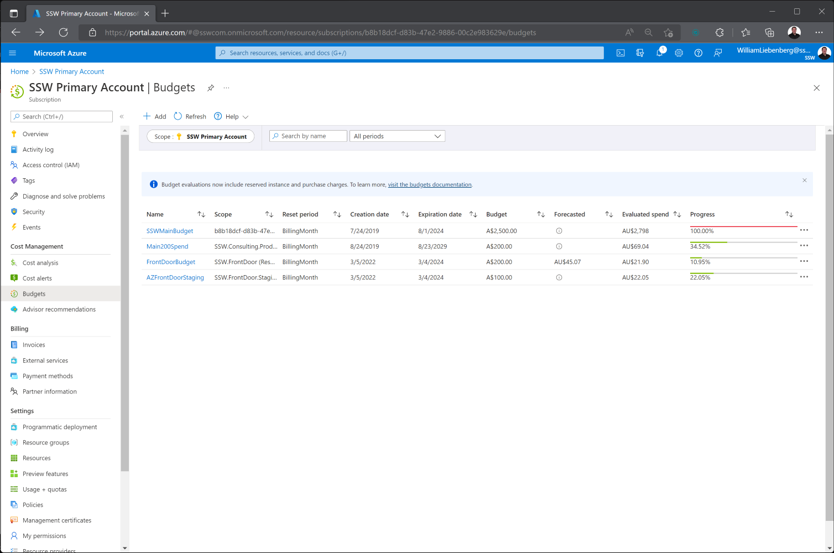 SSW Primary Account - Microsof
https://portal.azure.com/#@sswcom.onmicrosoft.com/resource/subscriptions/b8b18dcf-d83b-47e2-9886-00c2e983629e/budgets
Microsoft Azure
Search resources, services, and docs (G+/)
1
WilliamLiebenberg@ss...
SSW
Home > SSW Primary Account
SSW Primary Account | Budgets
Subscription
Search (Ctrl+/)
Overview
Activity log
Access control (IAM)
Tags
Diagnose and solve problems
Security
Events
Cost Management
Cost analysis
Cost alerts
Budgets
Advisor recommendations
Billing
Invoices
External services
Payment methods
Partner information
Settings
Programmatic deployment
Resource groups
Resources
Preview features
Usage + quotas
Policies
Management certificates
My permissions
Resource providers
Add Refresh Help
Scope : SSW Primary Account
Search by name
All periods
Budget evaluations now include reserved instance and purchase charges. To learn more, visit the budgets documentation.
Name Scope Reset period Creation date Expiration date Budget Forecasted Evaluated spend Progress
SSWMainBudget b8b18dcf-d83b-47e... BillingMonth 7/24/2019 8/1/2024 A$2,500.00 AU$2,798 100.00%
Main200Spend SSW.Consulting.Prod... BillingMonth 8/24/2019 8/23/2029 A$200.00 AU$69.04 34.52%
FrontDoorBudget SSW.FrontDoor (Res... BillingMonth 3/5/2022 3/4/2024 A$200.00 AU$45.07 AU$21.90 10.95%
AZFrontDoorStaging SSW.FrontDoor.Stagi... BillingMonth 3/5/2022 3/4/2024 A$100.00 AU$22.05 22.05%